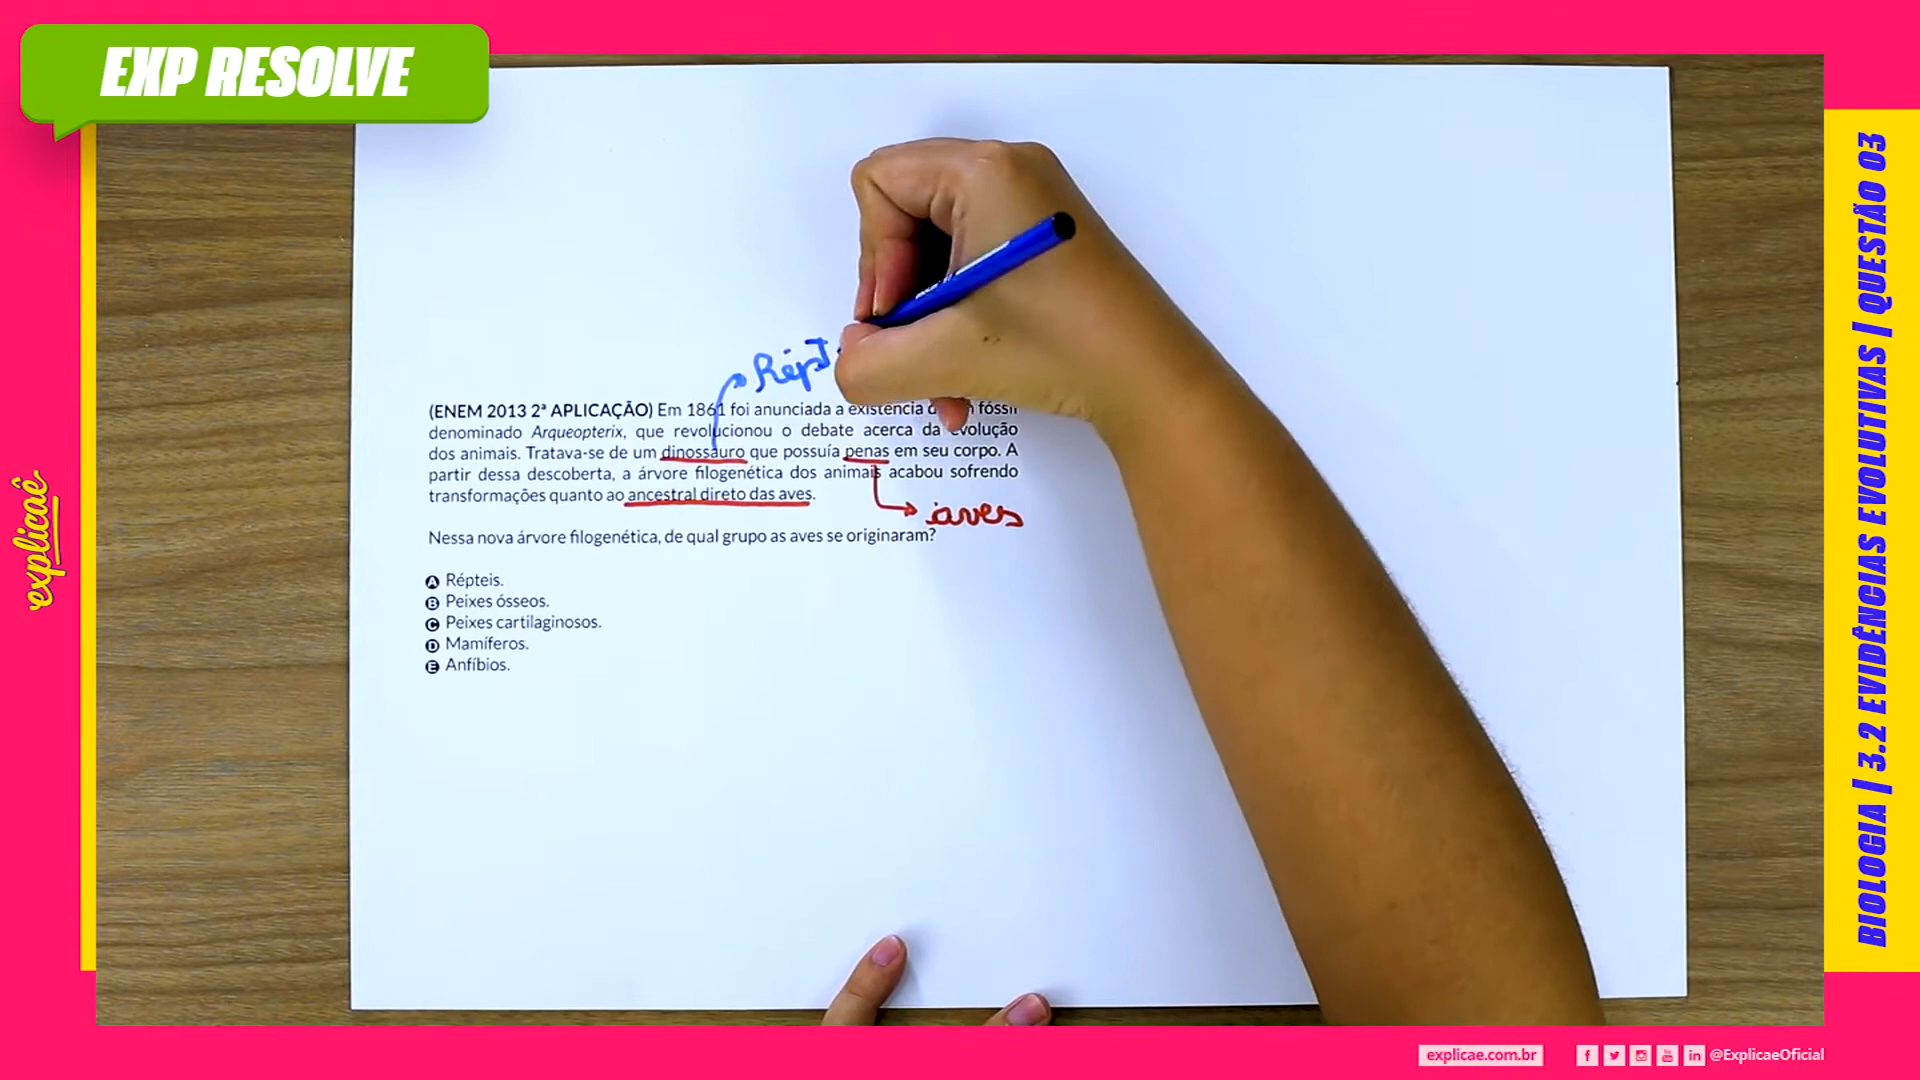 EXP RESOLVE
Répt
(ENEM 2013 2ª APLICAÇÃO) Em 1861 foi anunciada a existência fóssil
denominado Arqueopterix, que revolucionou o debate acerca da evolução
dos animais. Tratava-se de um dinossauro que possuía penas em seu corpo. A
partir dessa descoberta, a árvore filogenética dos animais acabou sofrendo
transformações quanto ao ancestral direto das aves.
aves
Nessa nova árvore filogenética, de qual grupo as aves se originaram?
A Répteis.
B Peixes ósseos.
C Peixes cartilaginosos.
D Mamíferos.
E Anfíbios.
explicaê
BIOLOGIA | 3.2 EVIDÊNCIAS EVOLUTIVAS | QUESTÃO 03
explicae.com.br
@ExplicaeOficial